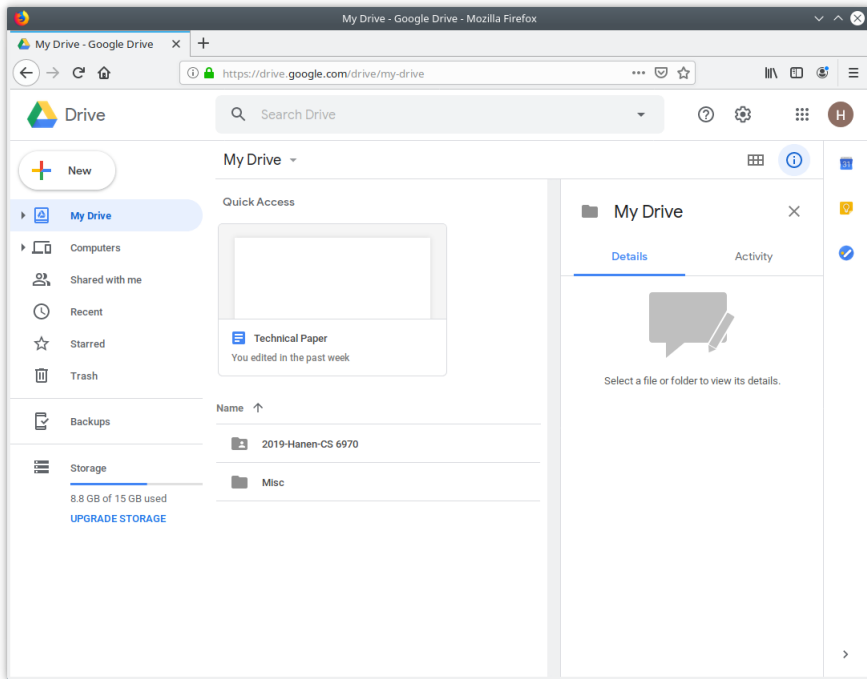 My Drive - Google Drive - Mozilla Firefox
My Drive - Google Drive
https://drive.google.com/drive/my-drive
Drive
Search Drive
H
New
My Drive
Computers
Shared with me
Recent
Starred
Trash
Backups
Storage
8.8 GB of 15 GB used
UPGRADE STORAGE
My Drive
Quick Access
Technical Paper
You edited in the past week
Name
2019-Hanen-CS 6970
Misc
My Drive
Details Activity
Select a file or folder to view its details.
31